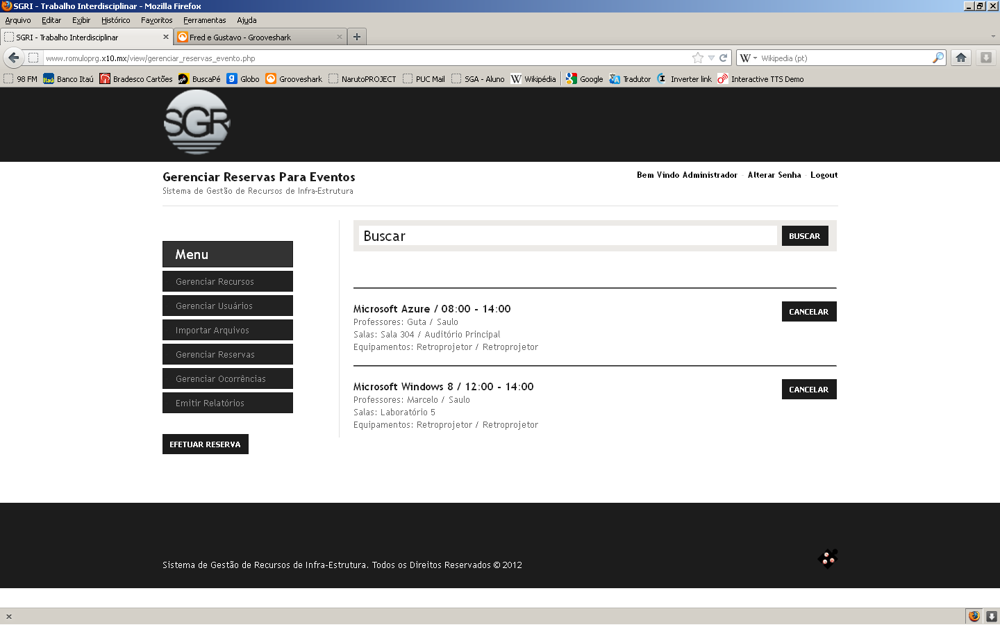 SGRI - Trabalho Interdisciplinar - Mozilla Firefox
Arquivo Editar Exibir Histórico Favoritos Ferramentas Ajuda
SGRI - Trabalho Interdisciplinar Fred e Gustavo - Grooveshark
www.romuloprg.x10.mx/view/gerenciar_reservas_evento.php W Wikipedia (pt)
98 FM Itaú Banco Itaú Bradesco Cartões BuscaPé g Globo Grooveshark NarutoPROJECT PUC Mail SGA - Aluno W Wikipédia Google Tradutor Inverter link Interactive TTS Demo
SGR
Gerenciar Reservas Para Eventos
Sistema de Gestão de Recursos de Infra-Estrutura
Bem Vindo Administrador - Alterar Senha - Logout
Menu
Gerenciar Recursos
Gerenciar Usuários
Importar Arquivos
Gerenciar Reservas
Gerenciar Ocorrências
Emitir Relatórios
EFETUAR RESERVA
Buscar BUSCAR
Microsoft Azure / 08:00 - 14:00 CANCELAR
Professores: Guta / Saulo
Salas: Sala 304 / Auditório Principal
Equipamentos: Retroprojetor / Retroprojetor
Microsoft Windows 8 / 12:00 - 14:00 CANCELAR
Professores: Marcelo / Saulo
Salas: Laboratório 5
Equipamentos: Retroprojetor / Retroprojetor
Sistema de Gestão de Recursos de Infra-Estrutura. Todos os Direitos Reservados © 2012